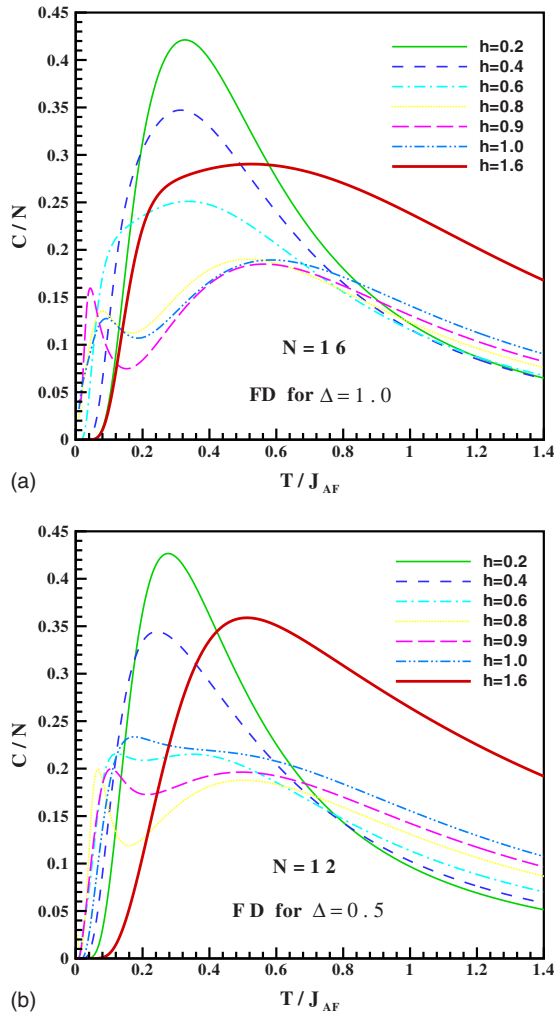 0.45
0.4
0.35
0.3
0.25
0.2
0.15
0.1
0.05
0
C / N
h=0.2
h=0.4
h=0.6
h=0.8
h=0.9
h=1.0
h=1.6
N = 1 6
FD for Δ = 1 . 0
0 0.2 0.4 0.6 0.8 1 1.2 1.4
(a)
T / J_AF
0.45
0.4
0.35
0.3
0.25
0.2
0.15
0.1
0.05
0
C / N
h=0.2
h=0.4
h=0.6
h=0.8
h=0.9
h=1.0
h=1.6
N = 1 2
F D for Δ = 0 . 5
0 0.2 0.4 0.6 0.8 1 1.2 1.4
(b)
T / J_AF